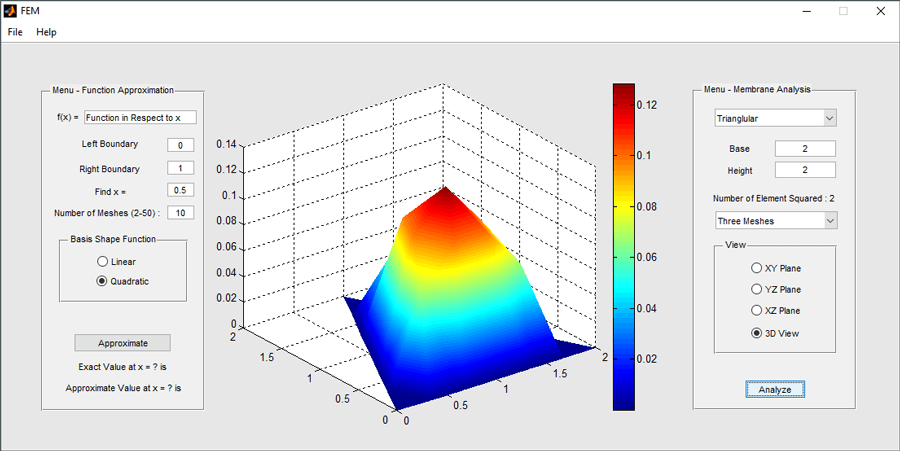 FEM
File Help
Menu - Function Approximation
f(x) = Function in Respect to x
Left Boundary 0
Right Boundary 1
Find x = 0.5
Number of Meshes (2-50) : 10
Basis Shape Function
Linear
Quadratic
Approximate
Exact Value at x = ? is
Approximate Value at x = ? is
0.14
0.12
0.1
0.08
0.06
0.04
0.02
0
2
1.5
1
0.5
0
0
0.5
1
1.5
2
0.12
0.1
0.08
0.06
0.04
0.02
Menu - Membrane Analysis
Trianglular
Base 2
Height 2
Number of Element Squared : 2
Three Meshes
View
XY Plane
YZ Plane
XZ Plane
3D View
Analyze